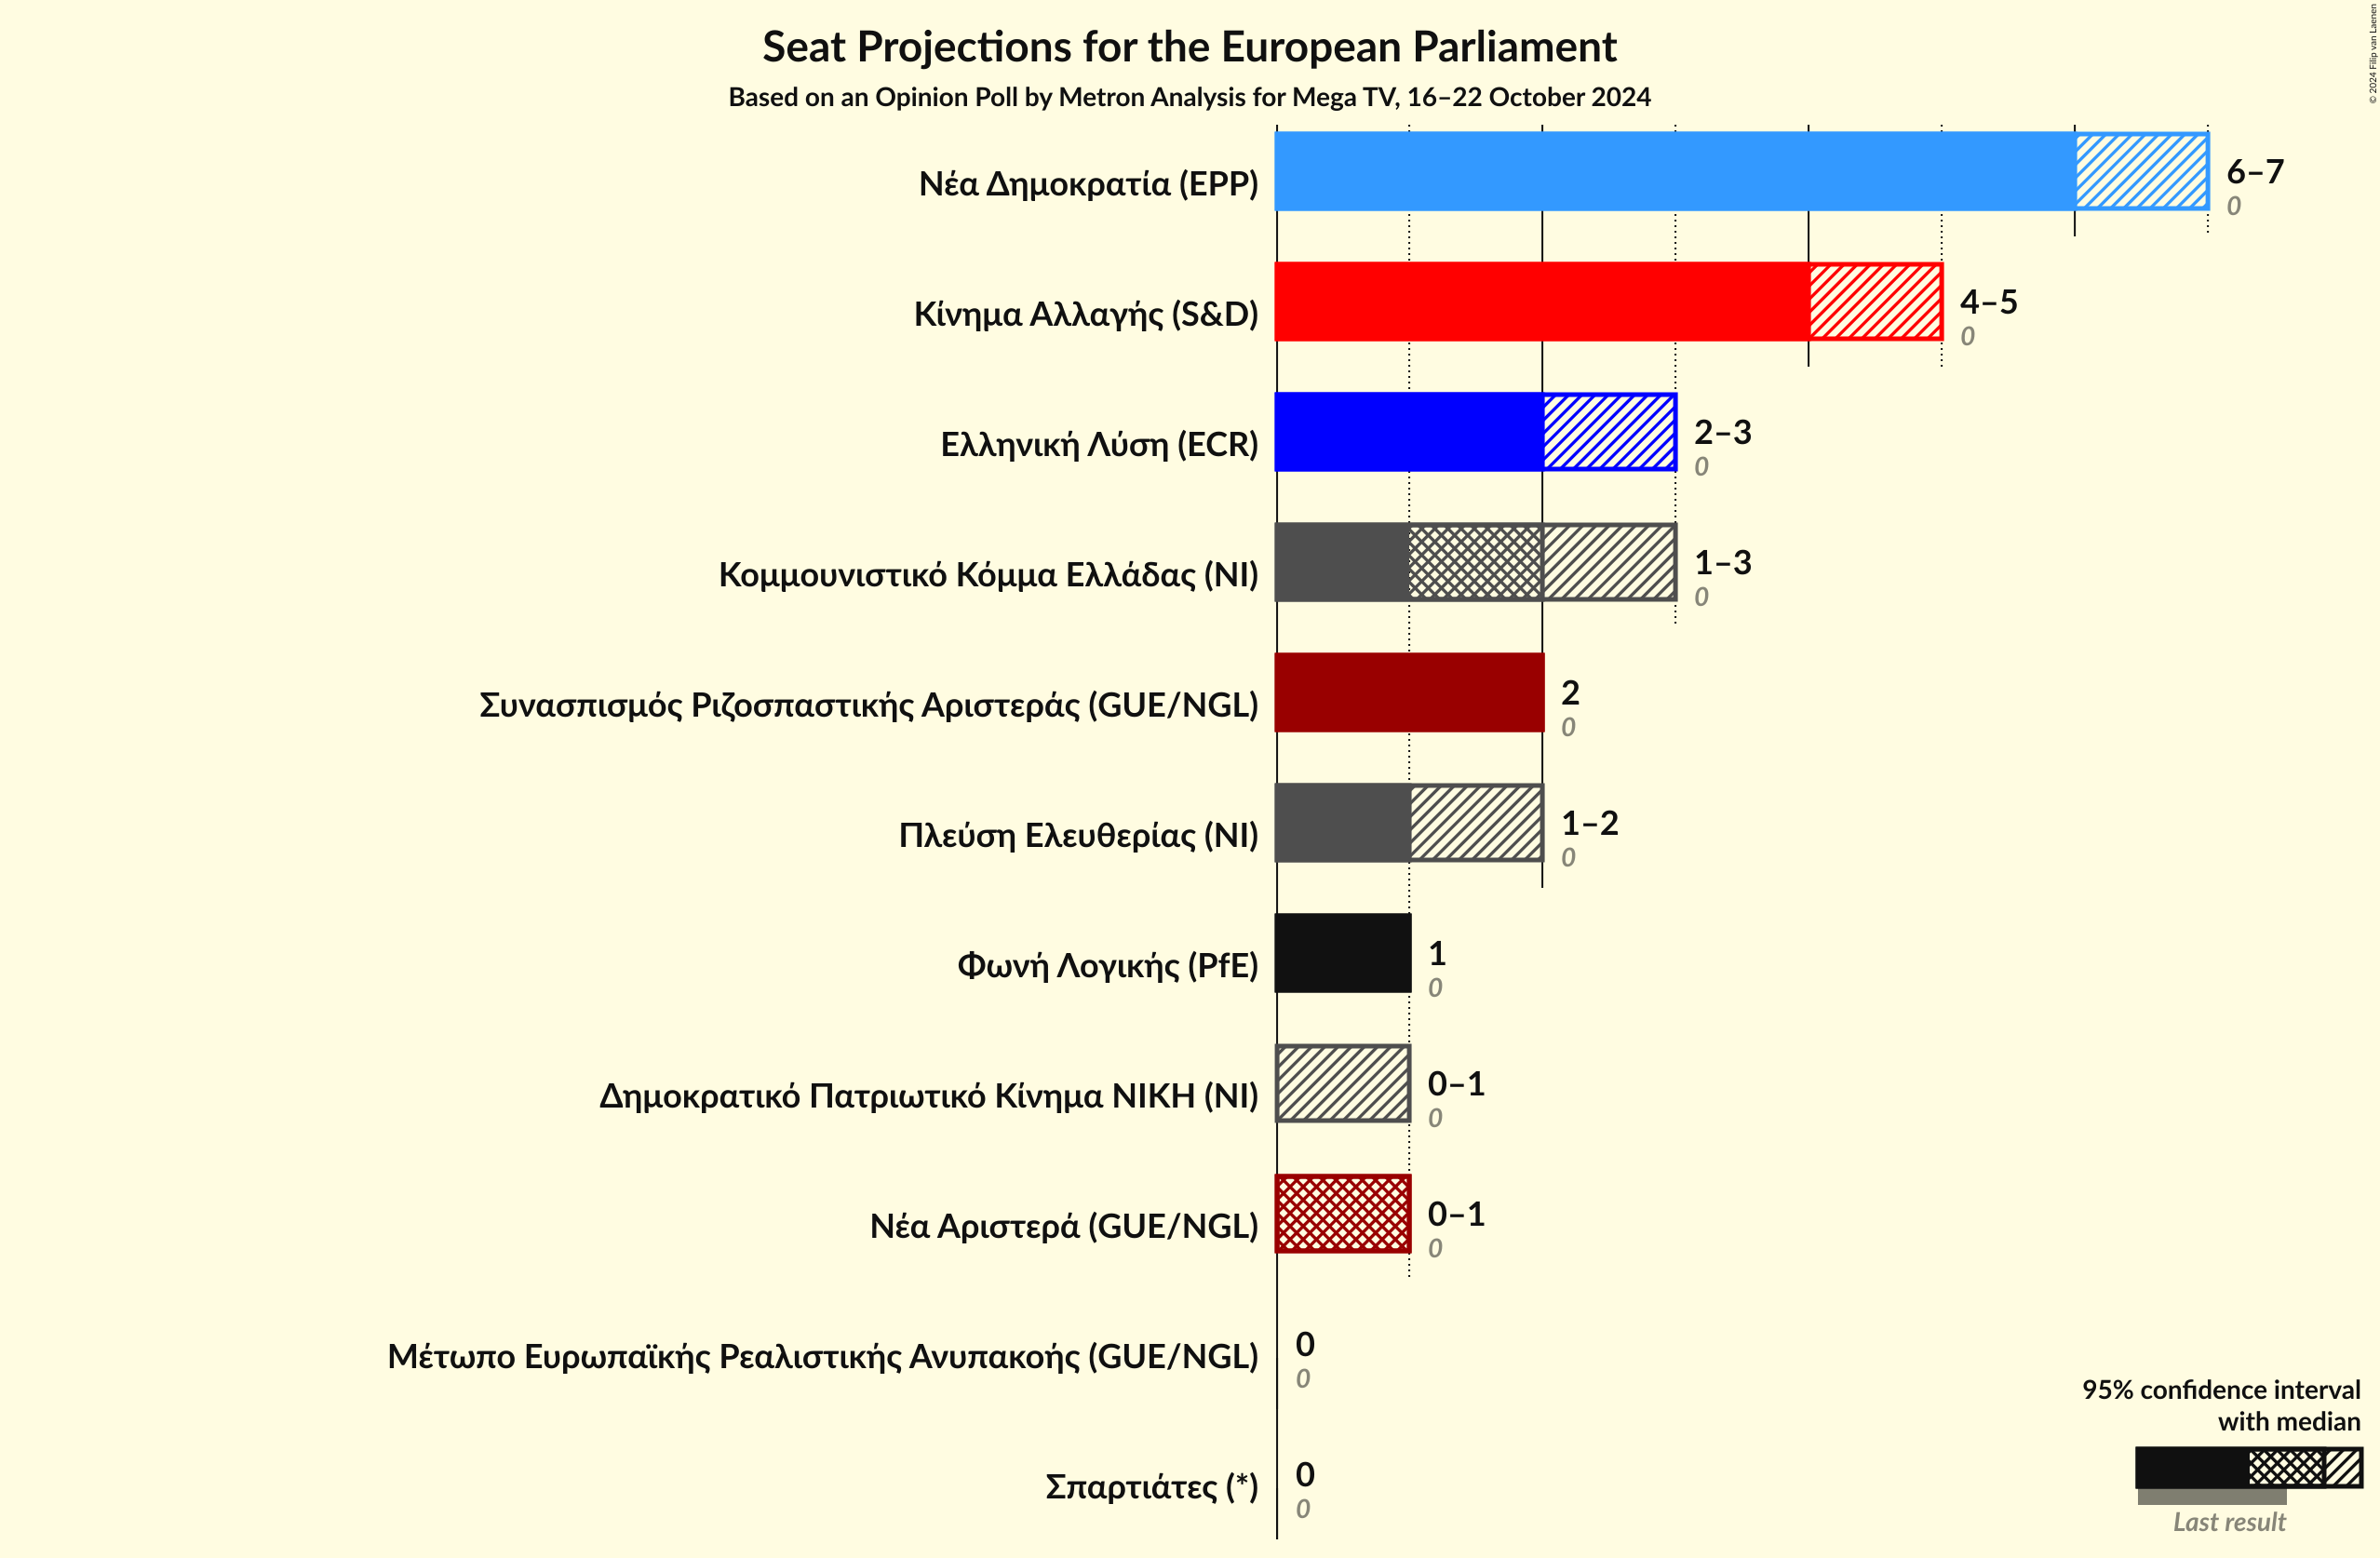 Seat Projections for the European Parliament
Based on an Opinion Poll by Metron Analysis for Mega TV, 16–22 October 2024
© 2024 Filip van Laenen
Νέα Δημοκρατία (EPP)
6–7
0
Κίνημα Αλλαγής (S&D)
4–5
0
Ελληνική Λύση (ECR)
2–3
0
Κομμουνιστικό Κόμμα Ελλάδας (NI)
1–3
0
Συνασπισμός Ριζοσπαστικής Αριστεράς (GUE/NGL)
2
0
Πλεύση Ελευθερίας (NI)
1–2
0
Φωνή Λογικής (PfE)
1
0
Δημοκρατικό Πατριωτικό Κίνημα ΝΙΚΗ (NI)
0–1
0
Νέα Αριστερά (GUE/NGL)
0–1
0
Μέτωπο Ευρωπαϊκής Ρεαλιστικής Ανυπακοής (GUE/NGL)
0
0
Σπαρτιάτες (*)
0
0
95% confidence interval
with median
Last result